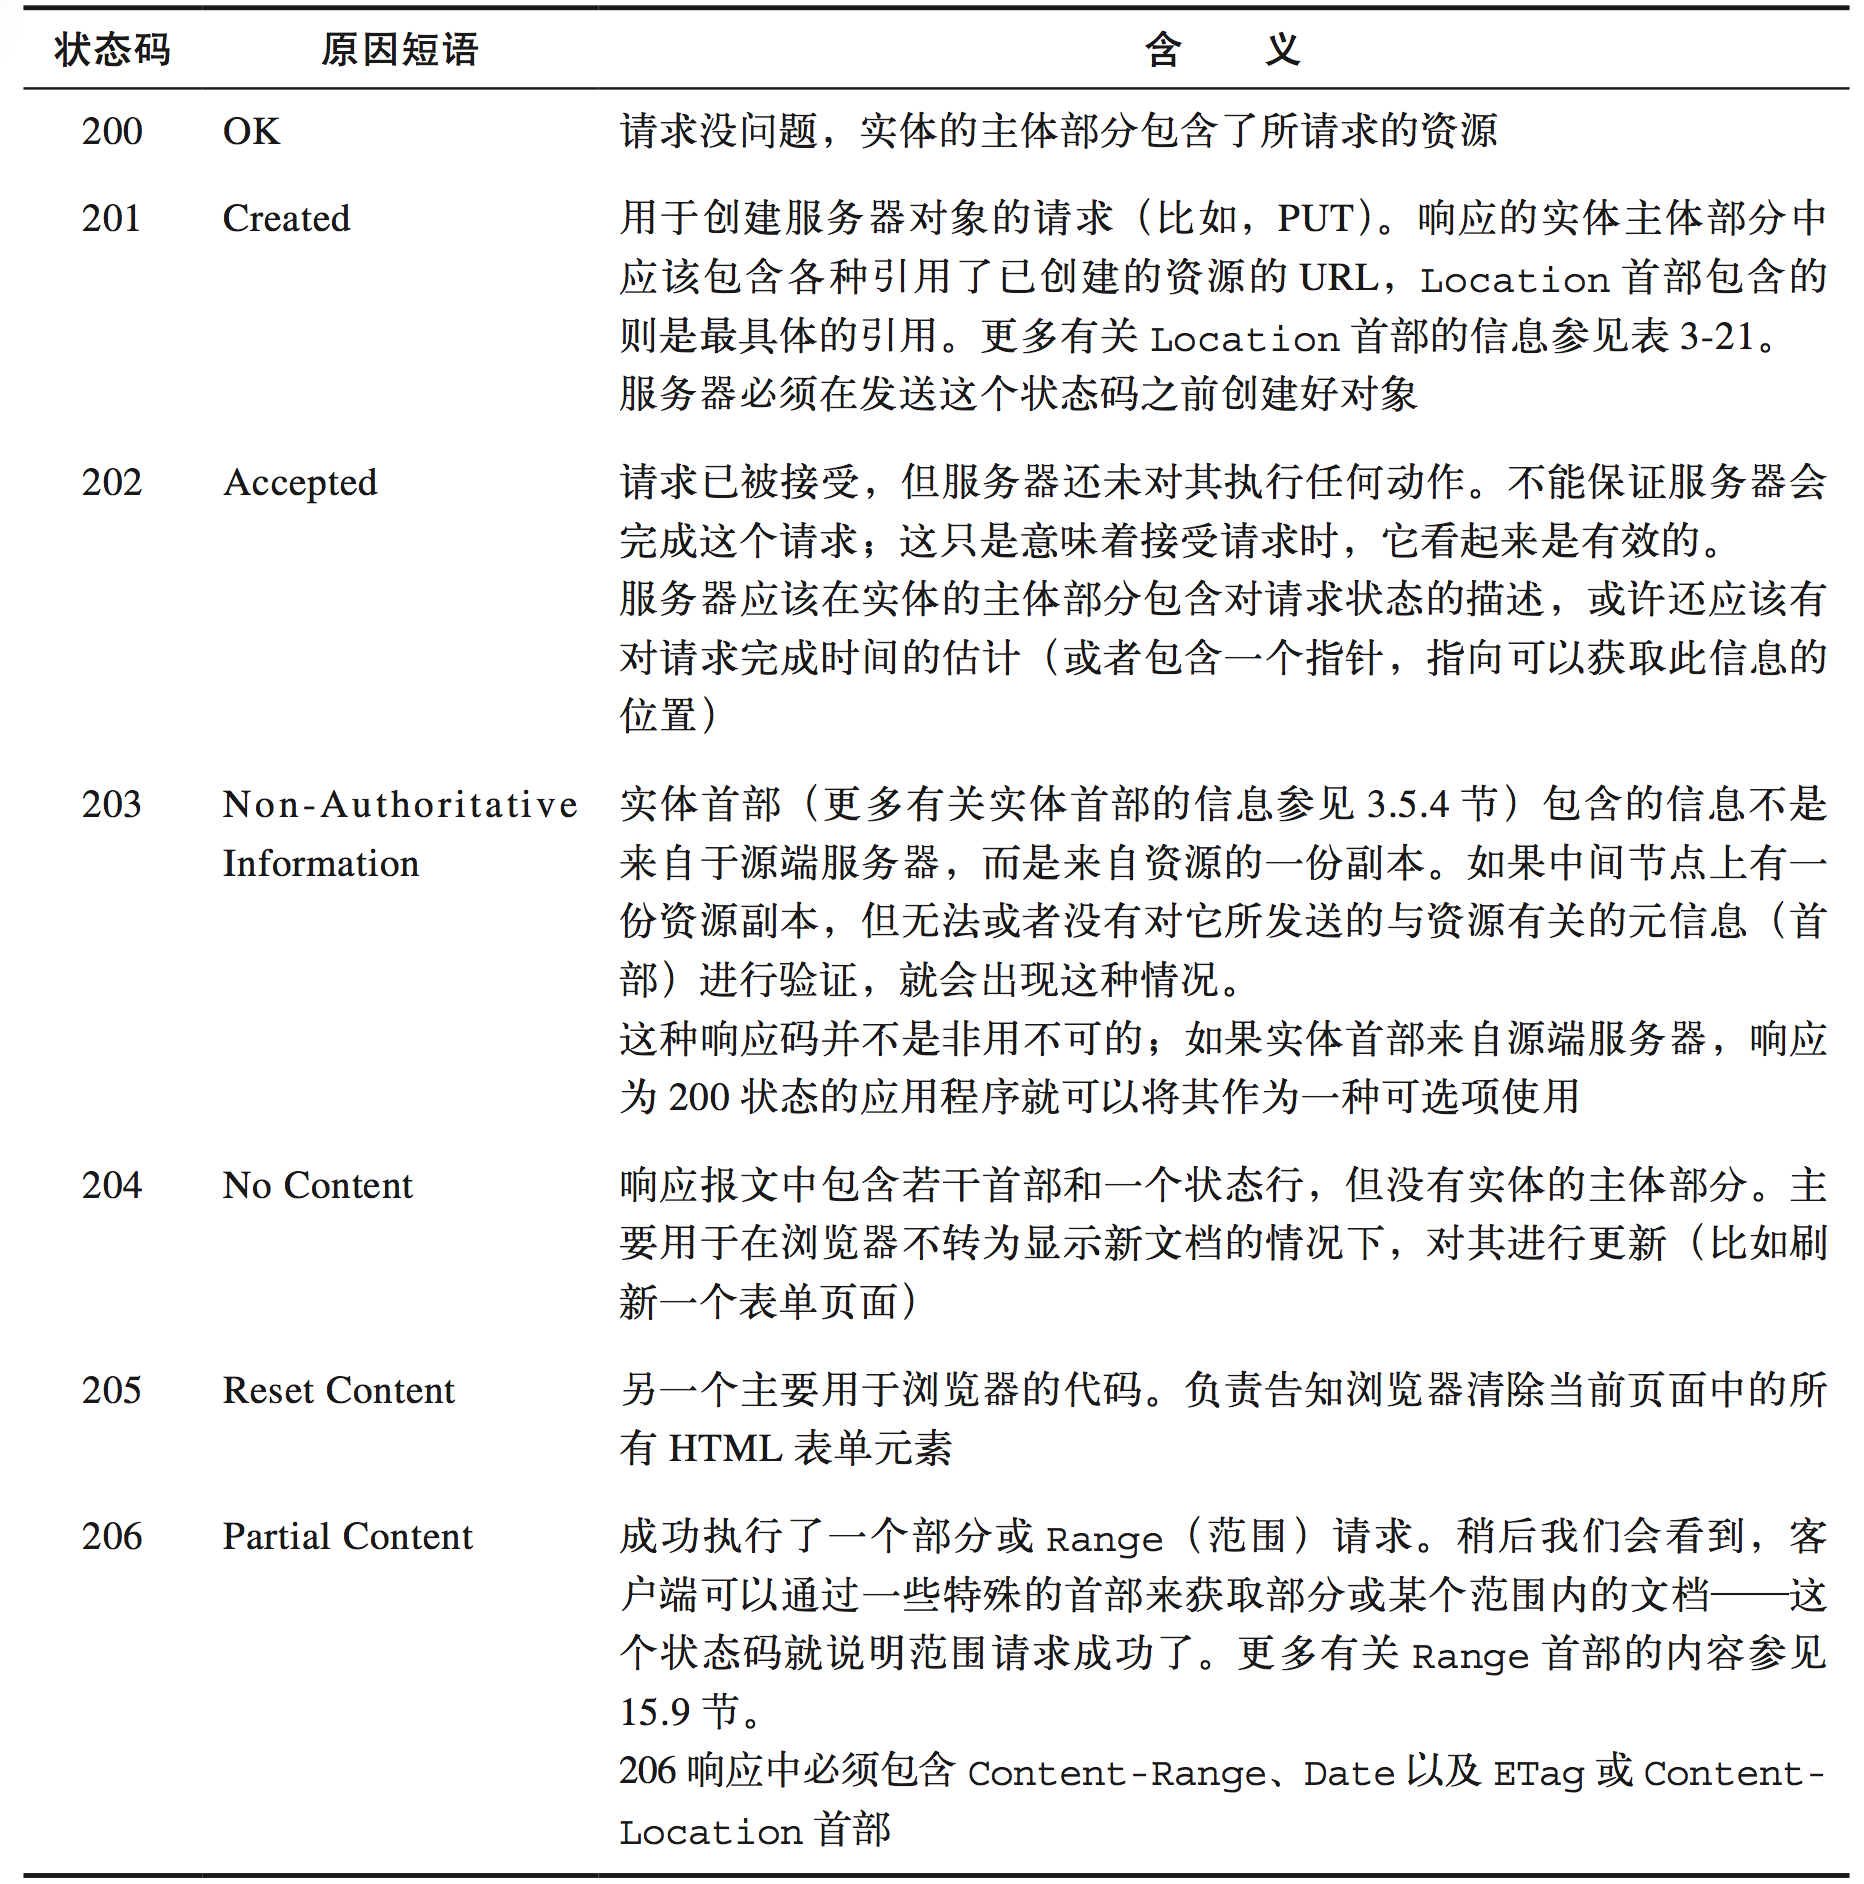 状态码 原因短语 含 义
200 OK 请求没问题，实体的主体部分包含了所请求的资源
201 Created 用于创建服务器对象的请求（比如，PUT）。响应的实体主体部分中
应该包含各种引用了已创建的资源的 URL，Location 首部包含的
则是最具体的引用。更多有关 Location 首部的信息参见表 3-21。
服务器必须在发送这个状态码之前创建好对象
202 Accepted 请求已被接受，但服务器还未对其执行任何动作。不能保证服务器会
完成这个请求；这只是意味着接受请求时，它看起来是有效的。
服务器应该在实体的主体部分包含对请求状态的描述，或许还应该有
对请求完成时间的估计（或者包含一个指针，指向可以获取此信息的
位置）
203 Non-Authoritative 实体首部（更多有关实体首部的信息参见 3.5.4 节）包含的信息不是
Information 来自于源端服务器，而是来自资源的一份副本。如果中间节点上有一
份资源副本，但无法或者没有对它所发送的与资源有关的元信息（首
部）进行验证，就会出现这种情况。
这种响应码并不是非用不可的；如果实体首部来自源端服务器，响应
为 200 状态的应用程序就可以将其作为一种可选项使用
204 No Content 响应报文中包含若干首部和一个状态行，但没有实体的主体部分。主
要用于在浏览器不转为显示新文档的情况下，对其进行更新（比如刷
新一个表单页面）
205 Reset Content 另一个主要用于浏览器的代码。负责告知浏览器清除当前页面中的所
有 HTML 表单元素
206 Partial Content 成功执行了一个部分或 Range（范围）请求。稍后我们会看到，客
户端可以通过一些特殊的首部来获取部分或某个范围内的文档——这
个状态码就说明范围请求成功了。更多有关 Range 首部的内容参见
15.9 节。
206 响应中必须包含 Content-Range、Date 以及 ETag 或 Content-
Location 首部